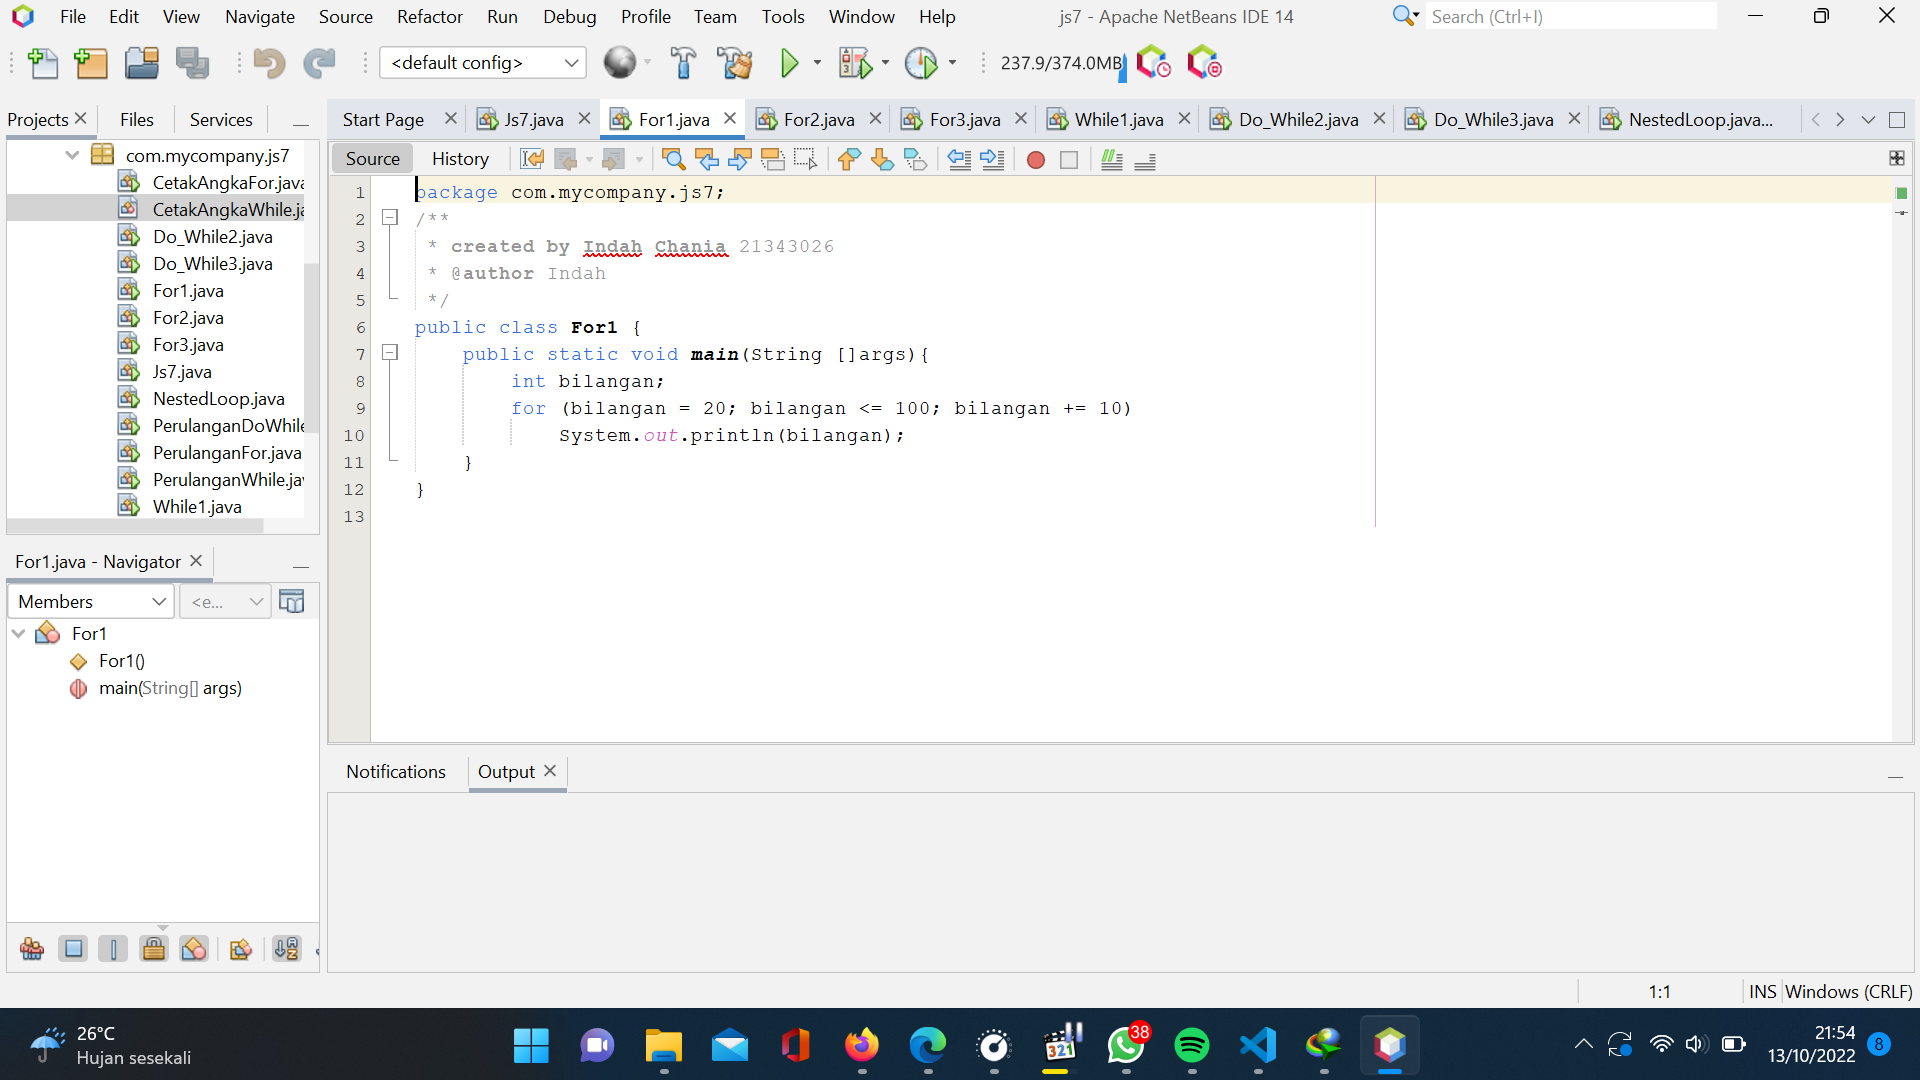 File Edit View Navigate Source Refactor Run Debug Profile Team Tools Window Help js7 - Apache NetBeans IDE 14 Search (Ctrl+I)
<default config> 237.9/374.0MB
Projects Files Services
com.mycompany.js7
CetakAngkaFor.java
CetakAngkaWhile.ja
Do_While2.java
Do_While3.java
For1.java
For2.java
For3.java
Js7.java
NestedLoop.java
PerulanganDoWhile
PerulanganFor.java
PerulanganWhile.jav
While1.java
Start Page Js7.java For1.java For2.java For3.java While1.java Do_While2.java Do_While3.java NestedLoop.java...
Source History
1 package com.mycompany.js7;
2 /**
3 * created by Indah Chania 21343026
4 * @author Indah
5 */
6 public class For1 {
7 public static void main(String []args){
8 int bilangan;
9 for (bilangan = 20; bilangan <= 100; bilangan += 10)
10 System.out.println(bilangan);
11 }
12 }
13
For1.java - Navigator
Members <e...
For1
For1()
main(String[] args)
Notifications Output
1:1 INS Windows (CRLF)
26°C
Hujan sesekali
321
38
21:54
13/10/2022
8